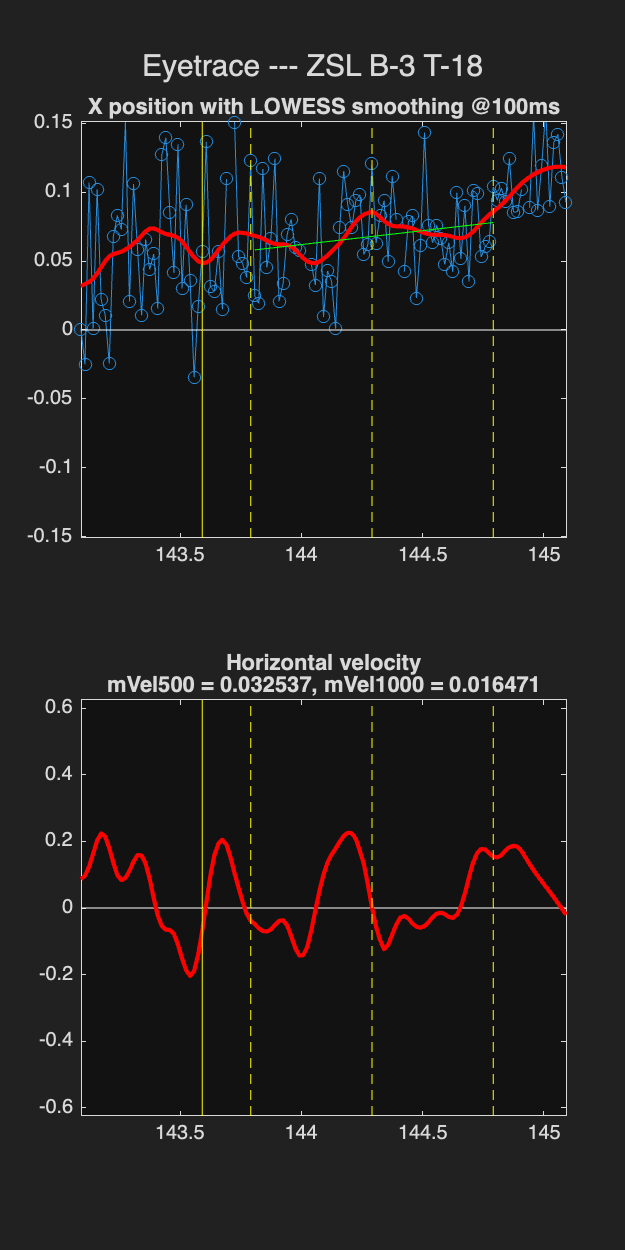 Eyetrace --- ZSL B-3 T-18
X position with LOWESS smoothing @100ms
0.15
0.1
0.05
0
-0.05
-0.1
-0.15
143.5 144 144.5 145
Horizontal velocity
mVel500 = 0.032537, mVel1000 = 0.016471
0.6
0.4
0.2
0
-0.2
-0.4
-0.6
143.5 144 144.5 145